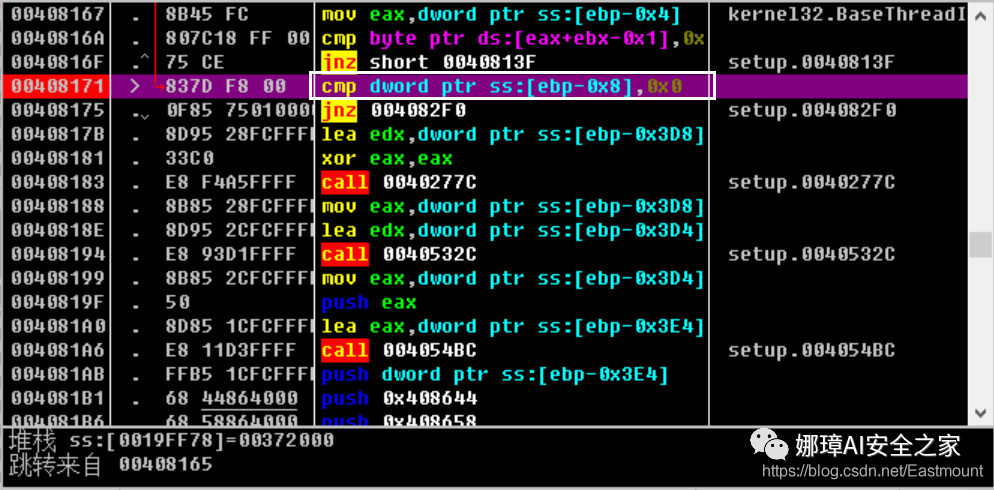 00408167 . 8B45 FC mov eax,dword ptr ss:[ebp-0x4] kernel32.BaseThreadI
0040816A . 807C18 FF 00 cmp byte ptr ds:[eax+ebx-0x1],0x
0040816F .^ 75 CE jnz short 0040813F setup.0040813F
00408171 > 837D F8 00 cmp dword ptr ss:[ebp-0x8],0x0
00408175 .v 0F85 75010000 jnz 004082F0 setup.004082F0
0040817B . 8D95 28FCFFFF lea edx,dword ptr ss:[ebp-0x3D8]
00408181 . 33C0 xor eax,eax
00408183 . E8 F4A5FFFF call 0040277C setup.0040277C
00408188 . 8B85 28FCFFFF mov eax,dword ptr ss:[ebp-0x3D8]
0040818E . 8D95 2CFCFFFF lea edx,dword ptr ss:[ebp-0x3D4]
00408194 . E8 93D1FFFF call 0040532C setup.0040532C
00408199 . 8B85 2CFCFFFF mov eax,dword ptr ss:[ebp-0x3D4]
0040819F . 50 push eax
004081A0 . 8D85 1CFCFFFF lea eax,dword ptr ss:[ebp-0x3E4]
004081A6 . E8 11D3FFFF call 004054BC setup.004054BC
004081AB . FFB5 1CFCFFFF push dword ptr ss:[ebp-0x3E4]
004081B1 . 68 44864000 push 0x408644
004081B6 . 68 58864000 push 0x408658
堆栈 ss:[0019FF78]=00372000
跳转来自 00408165
娜璋AI安全之家
https://blog.csdn.net/Eastmount